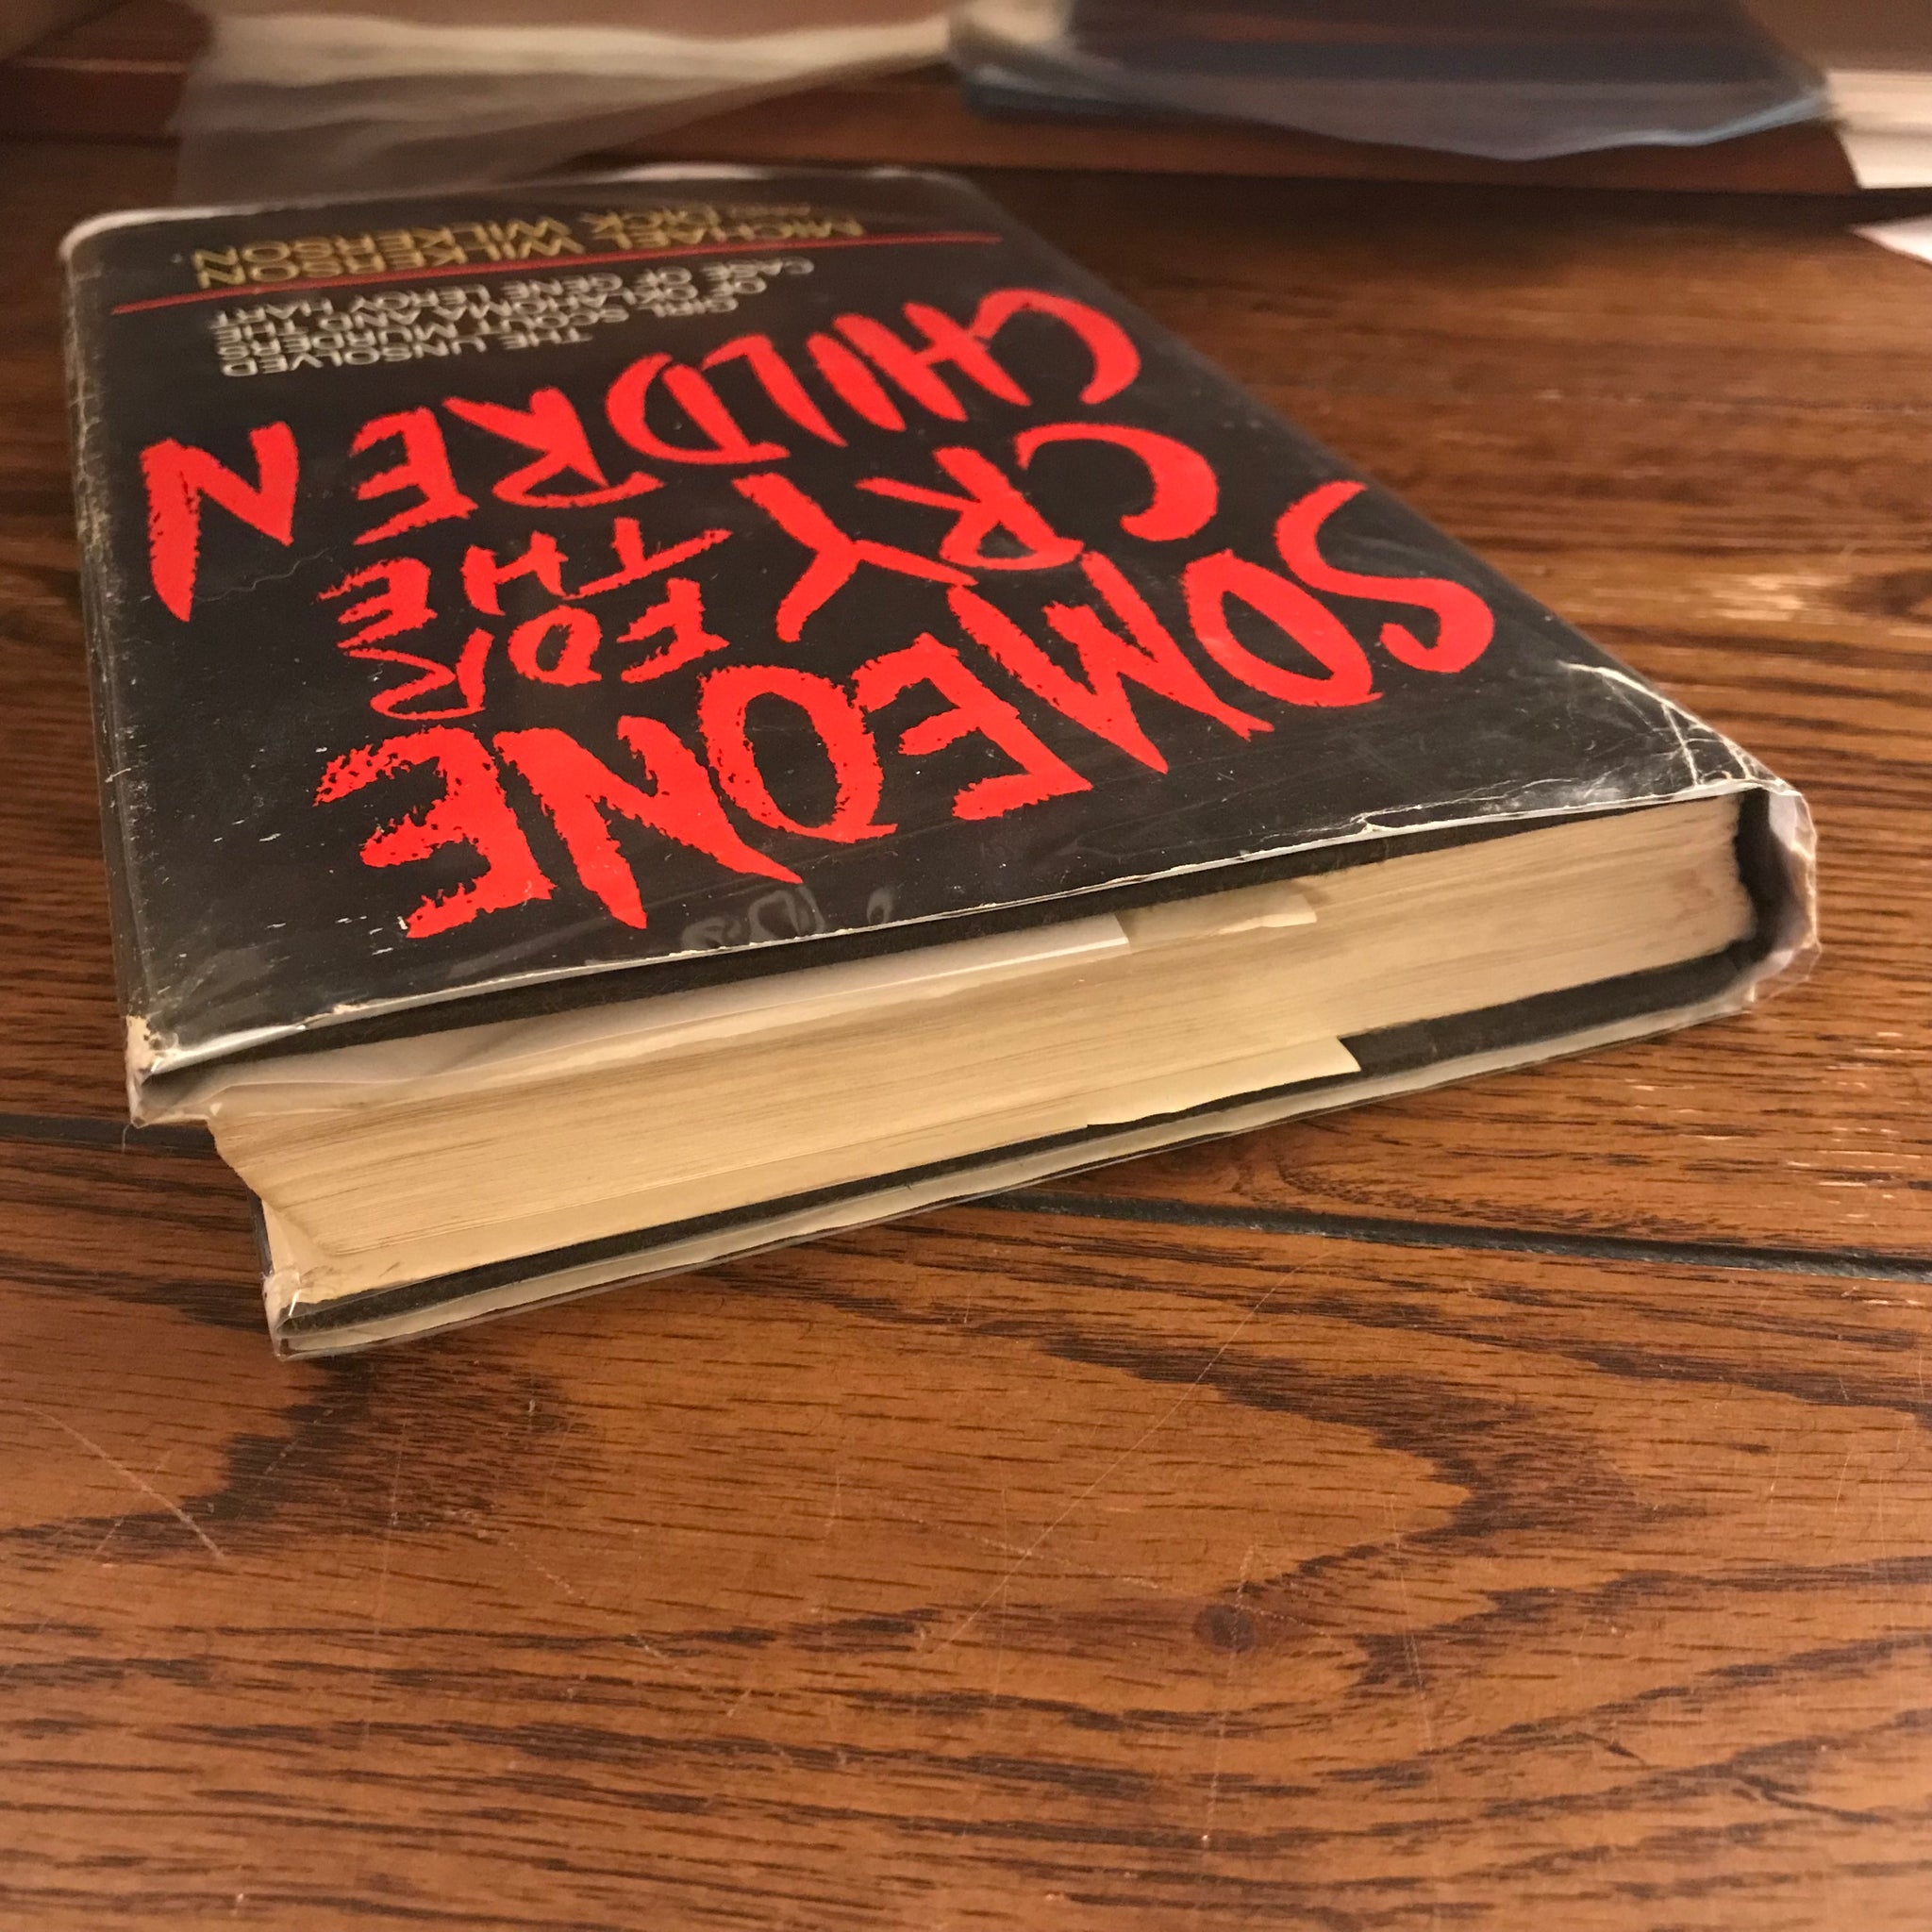 SOMEONE
CRY FOR THE
CHILDREN
THE UNSOLVED
GIRL SCOUT MURDERS
OF OKLAHOMA AND THE
CASE OF GENE LEROY HART
MICHAEL WILKERSON
AND DICK WILKERSON